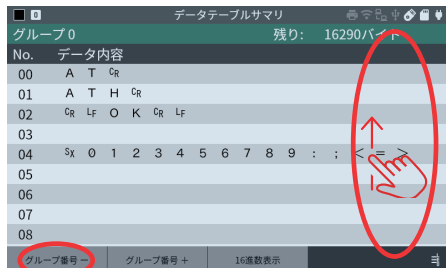 0 データテーブルサマリ
グループ 0 残り: 16290バイト
No. データ内容
00 A T CR
01 A T H CR
02 CR LF O K CR LF
03
04 SX 0 1 2 3 4 5 6 7 8 9 : ; < = >
05
06
07
08
グループ番号 － グループ番号 ＋ 16進数表示